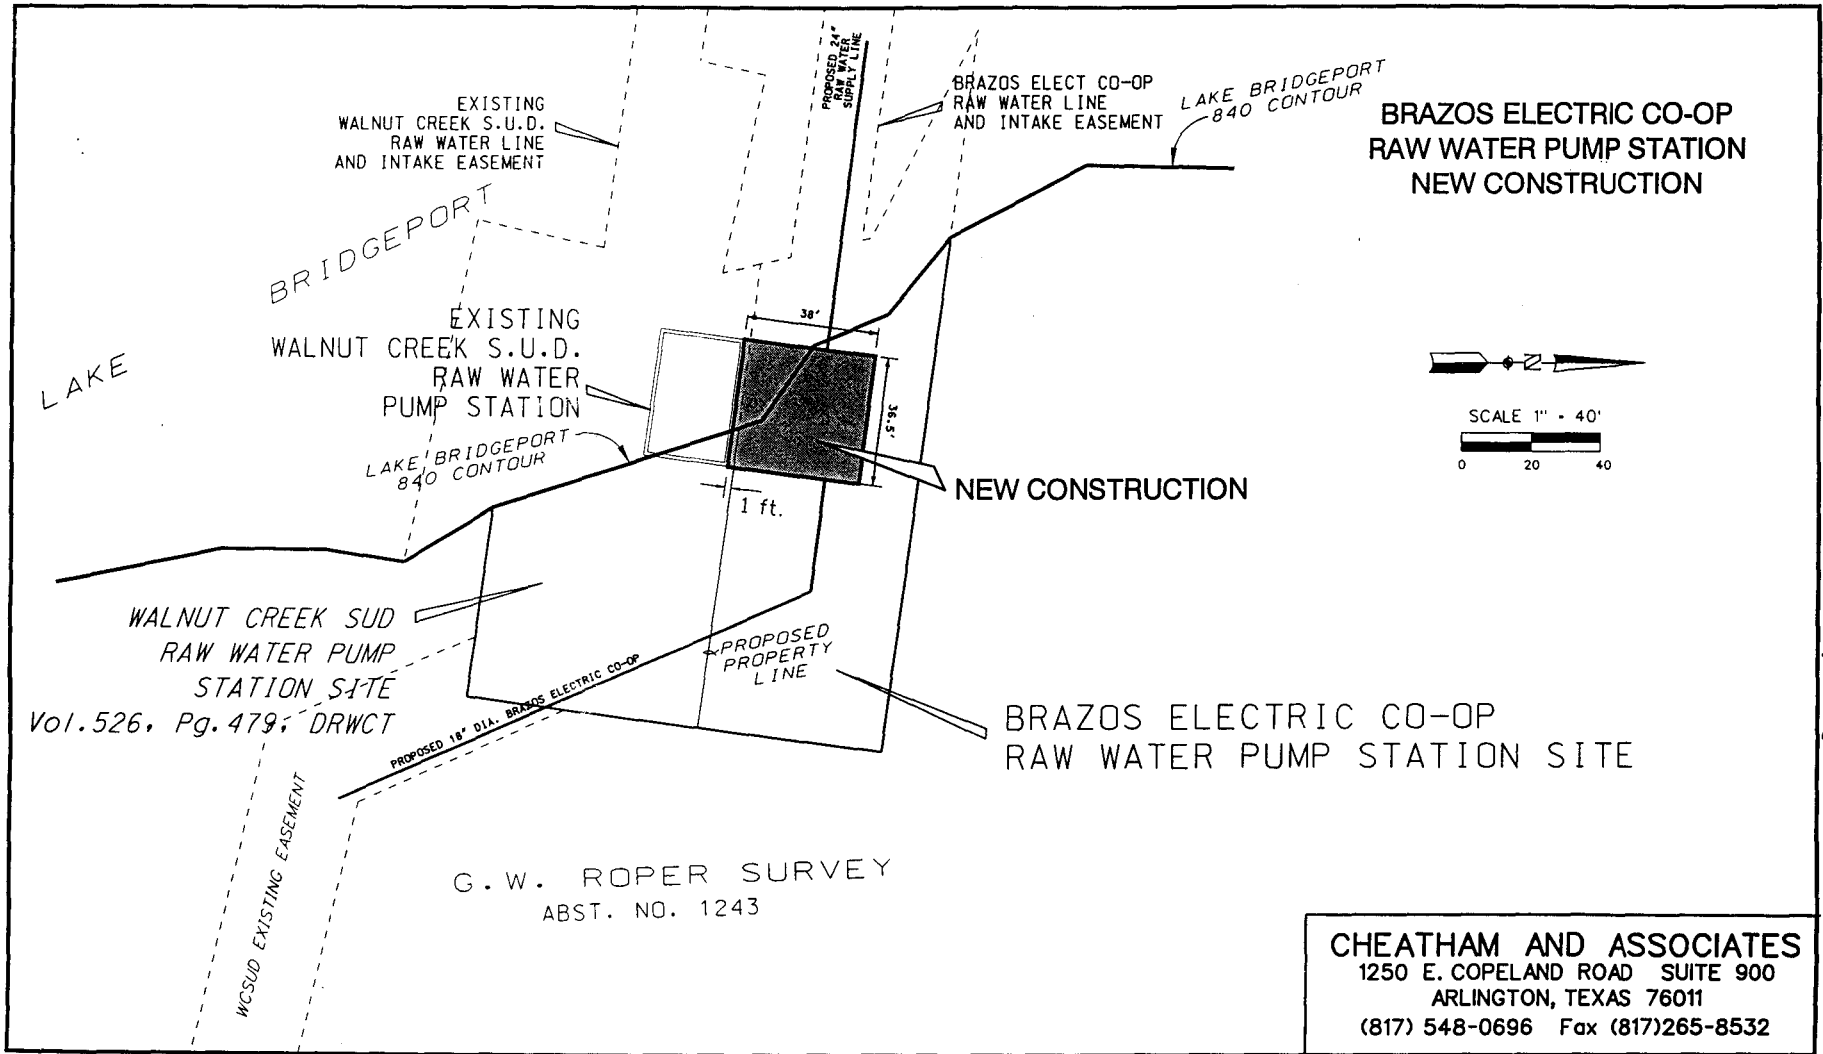 PROPOSED 24"
RAW WATER
SUPPLY LINE
EXISTING
WALNUT CREEK S.U.D.
RAW WATER LINE
AND INTAKE EASEMENT
BRAZOS ELECT CO-OP
RAW WATER LINE
AND INTAKE EASEMENT
LAKE BRIDGEPORT
840 CONTOUR
BRAZOS ELECTRIC CO-OP
RAW WATER PUMP STATION
NEW CONSTRUCTION
LAKE BRIDGEPORT
EXISTING
WALNUT CREEK S.U.D.
RAW WATER
PUMP STATION
38'
36.5'
LAKE BRIDGEPORT
840 CONTOUR
SCALE 1" - 40'
0 20 40
NEW CONSTRUCTION
1 ft.
WALNUT CREEK SUD
RAW WATER PUMP
STATION SITE
Vol.526, Pg.479, DRWCT
PROPOSED
PROPERTY
LINE
PROPOSED 18" DIA. BRAZOS ELECTRIC CO-OP
BRAZOS ELECTRIC CO-OP
RAW WATER PUMP STATION SITE
WCSUD EXISTING EASEMENT
G.W. ROPER SURVEY
ABST. NO. 1243
CHEATHAM AND ASSOCIATES
1250 E. COPELAND ROAD SUITE 900
ARLINGTON, TEXAS 76011
(817) 548-0696 Fax (817)265-8532